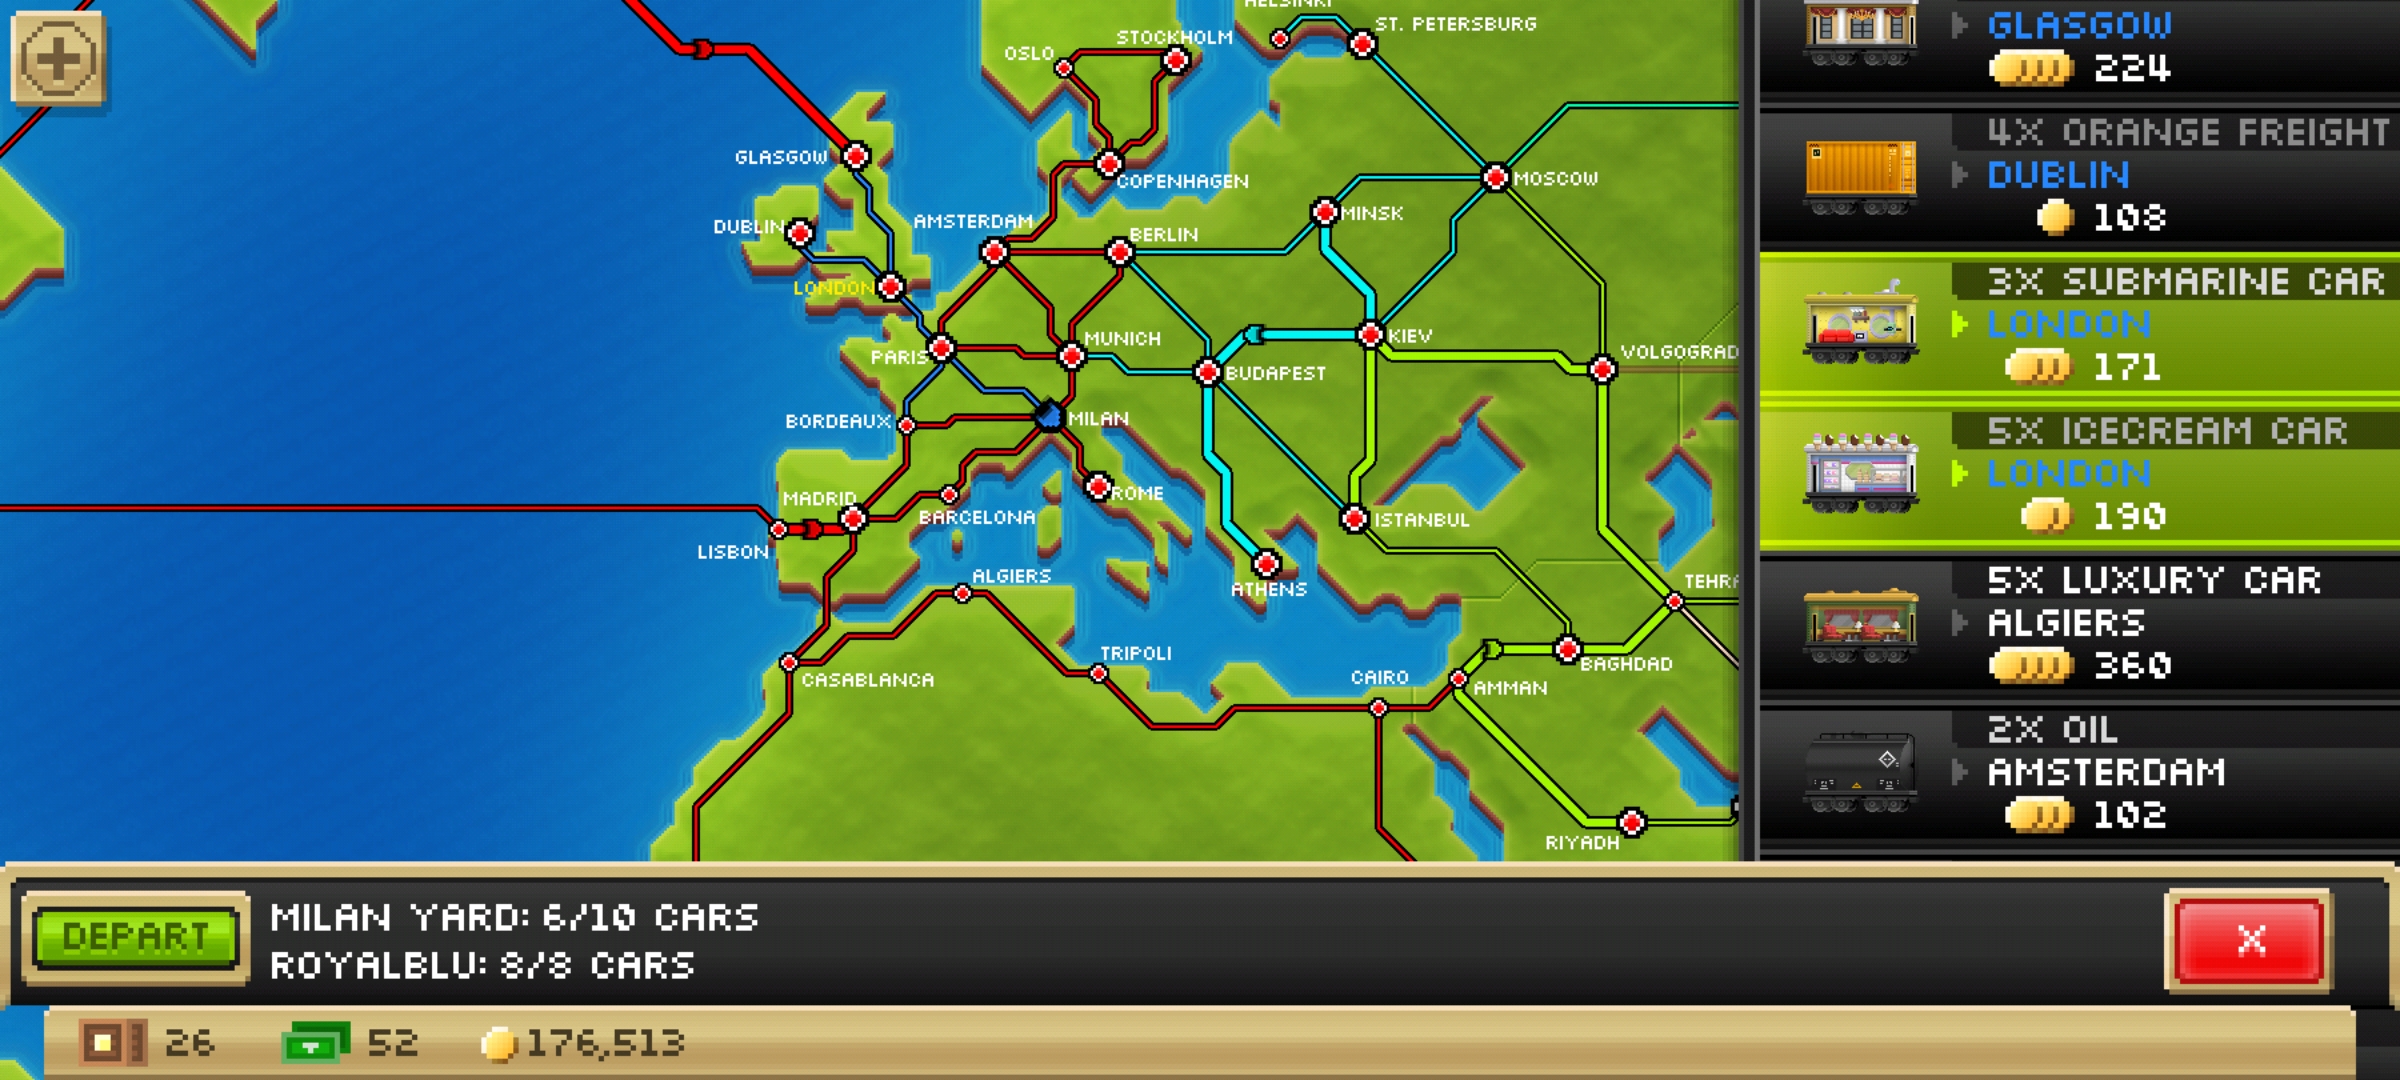 HELSINKI
ST. PETERSBURG
STOCKHOLM
OSLO
GLASGOW
COPENHAGEN
MOSCOW
MINSK
DUBLIN
AMSTERDAM
BERLIN
LONDON
MUNICH
KIEV
PARIS
BUDAPEST
VOLGOGRAD
BORDEAUX
MILAN
MADRID
ROME
BARCELONA
ISTANBUL
LISBON
ALGIERS
ATHENS
TEHRA
TRIPOLI
BAGHDAD
CASABLANCA
CAIRO
AMMAN
RIYADH
GLASGOW
224
4X ORANGE FREIGHT
DUBLIN
108
3X SUBMARINE CAR
LONDON
171
5X ICECREAM CAR
LONDON
190
5X LUXURY CAR
ALGIERS
360
2X OIL
AMSTERDAM
102
DEPART
MILAN YARD: 6/10 CARS
ROYALBLU: 8/8 CARS
X
26
52
176,513